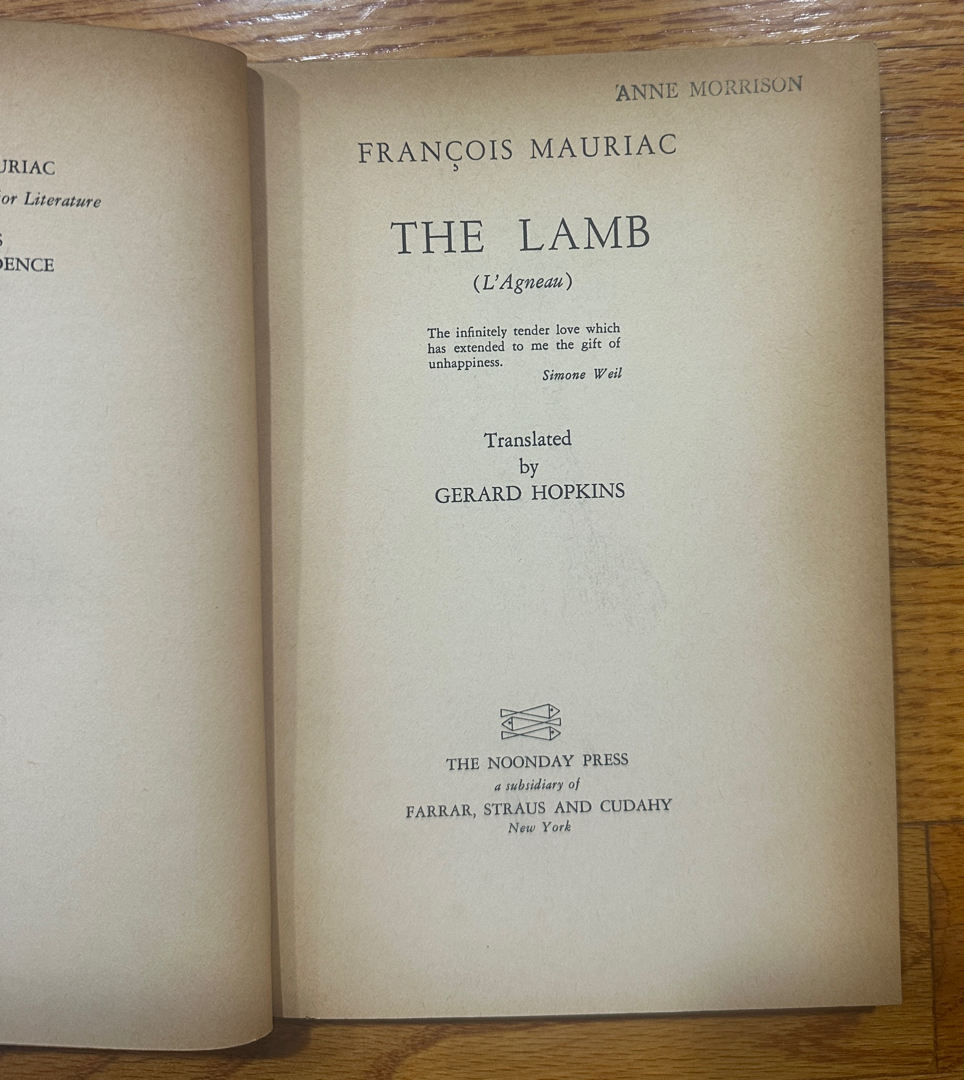 URIAC
or Literature
S
DENCE
ANNE MORRISON
FRANÇOIS MAURIAC
THE LAMB
(L'Agneau)
The infinitely tender love which
has extended to me the gift of
unhappiness.
Simone Weil
Translated
by
GERARD HOPKINS
THE NOONDAY PRESS
a subsidiary of
FARRAR, STRAUS AND CUDAHY
New York